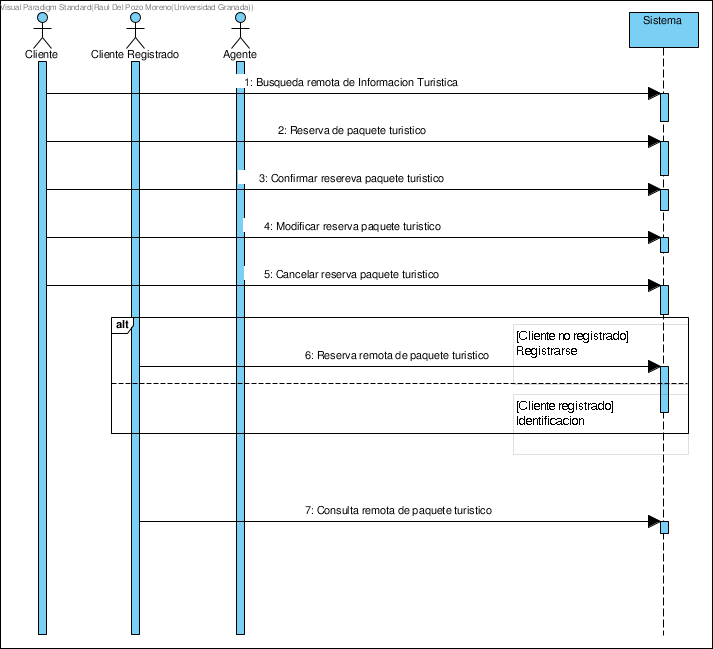 Visual Paradigm Standard(Raul Del Pozo Moreno(Universidad Granada))
Cliente
Cliente Registrado
Agente
Sistema
1: Busqueda remota de Informacion Turistica
2: Reserva de paquete turistico
3: Confirmar resereva paquete turistico
4: Modificar reserva paquete turistico
5: Cancelar reserva paquete turistico
alt
[Cliente no registrado]
Registrarse
6: Reserva remota de paquete turistico
[Cliente registrado]
Identificacion
7: Consulta remota de paquete turistico